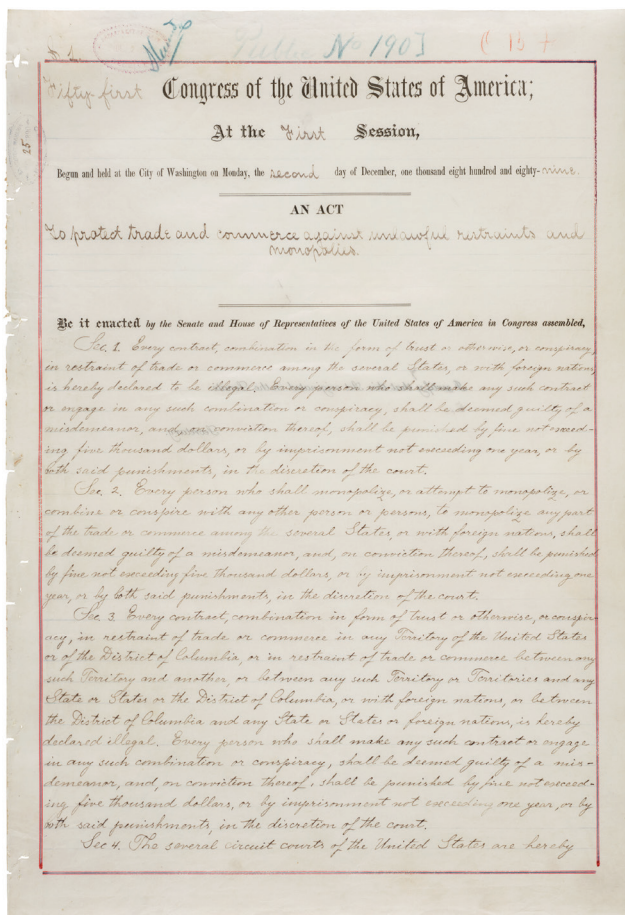 Public No 190
Fifty-first Congress of the United States of America;
At the First Session,
Begun and held at the City of Washington on Monday, the second day of December, one thousand eight hundred and eighty-nine.
AN ACT
To protect trade and commerce against unlawful restraints and
monopolies.
Be it enacted by the Senate and House of Representatives of the United States of America in Congress assembled,
Sec. 1. Every contract, combination in the form of trust or otherwise, or conspiracy,
in restraint of trade or commerce among the several States, or with foreign nations,
is hereby declared to be illegal. Every person who shall make any such contract
or engage in any such combination or conspiracy, shall be deemed guilty of a
misdemeanor, and, on conviction thereof, shall be punished by fine not exceed-
ing five thousand dollars, or by imprisonment not exceeding one year, or by
both said punishments, in the discretion of the court.
Sec. 2. Every person who shall monopolize, or attempt to monopolize, or
combine or conspire with any other person or persons, to monopolize any part
of the trade or commerce among the several States, or with foreign nations, shall
be deemed guilty of a misdemeanor, and, on conviction thereof, shall be punished
by fine not exceeding five thousand dollars, or by imprisonment not exceeding one
year, or by both said punishments, in the discretion of the court.
Sec. 3. Every contract, combination in form of trust or otherwise, or conspir-
acy, in restraint of trade or commerce in any Territory of the United States
or of the District of Columbia, or in restraint of trade or commerce between any
such Territory and another, or between any such Territory or Territories and any
State or States or the District of Columbia, or with foreign nations, or between
the District of Columbia and any State or States or foreign nations, is hereby
declared illegal. Every person who shall make any such contract or engage
in any such combination or conspiracy, shall be deemed guilty of a mis-
demeanor, and, on conviction thereof, shall be punished by fine not exceed-
ing five thousand dollars, or by imprisonment not exceeding one year, or by
both said punishments, in the discretion of the court.
Sec 4. The several circuit courts of the United States are hereby
25